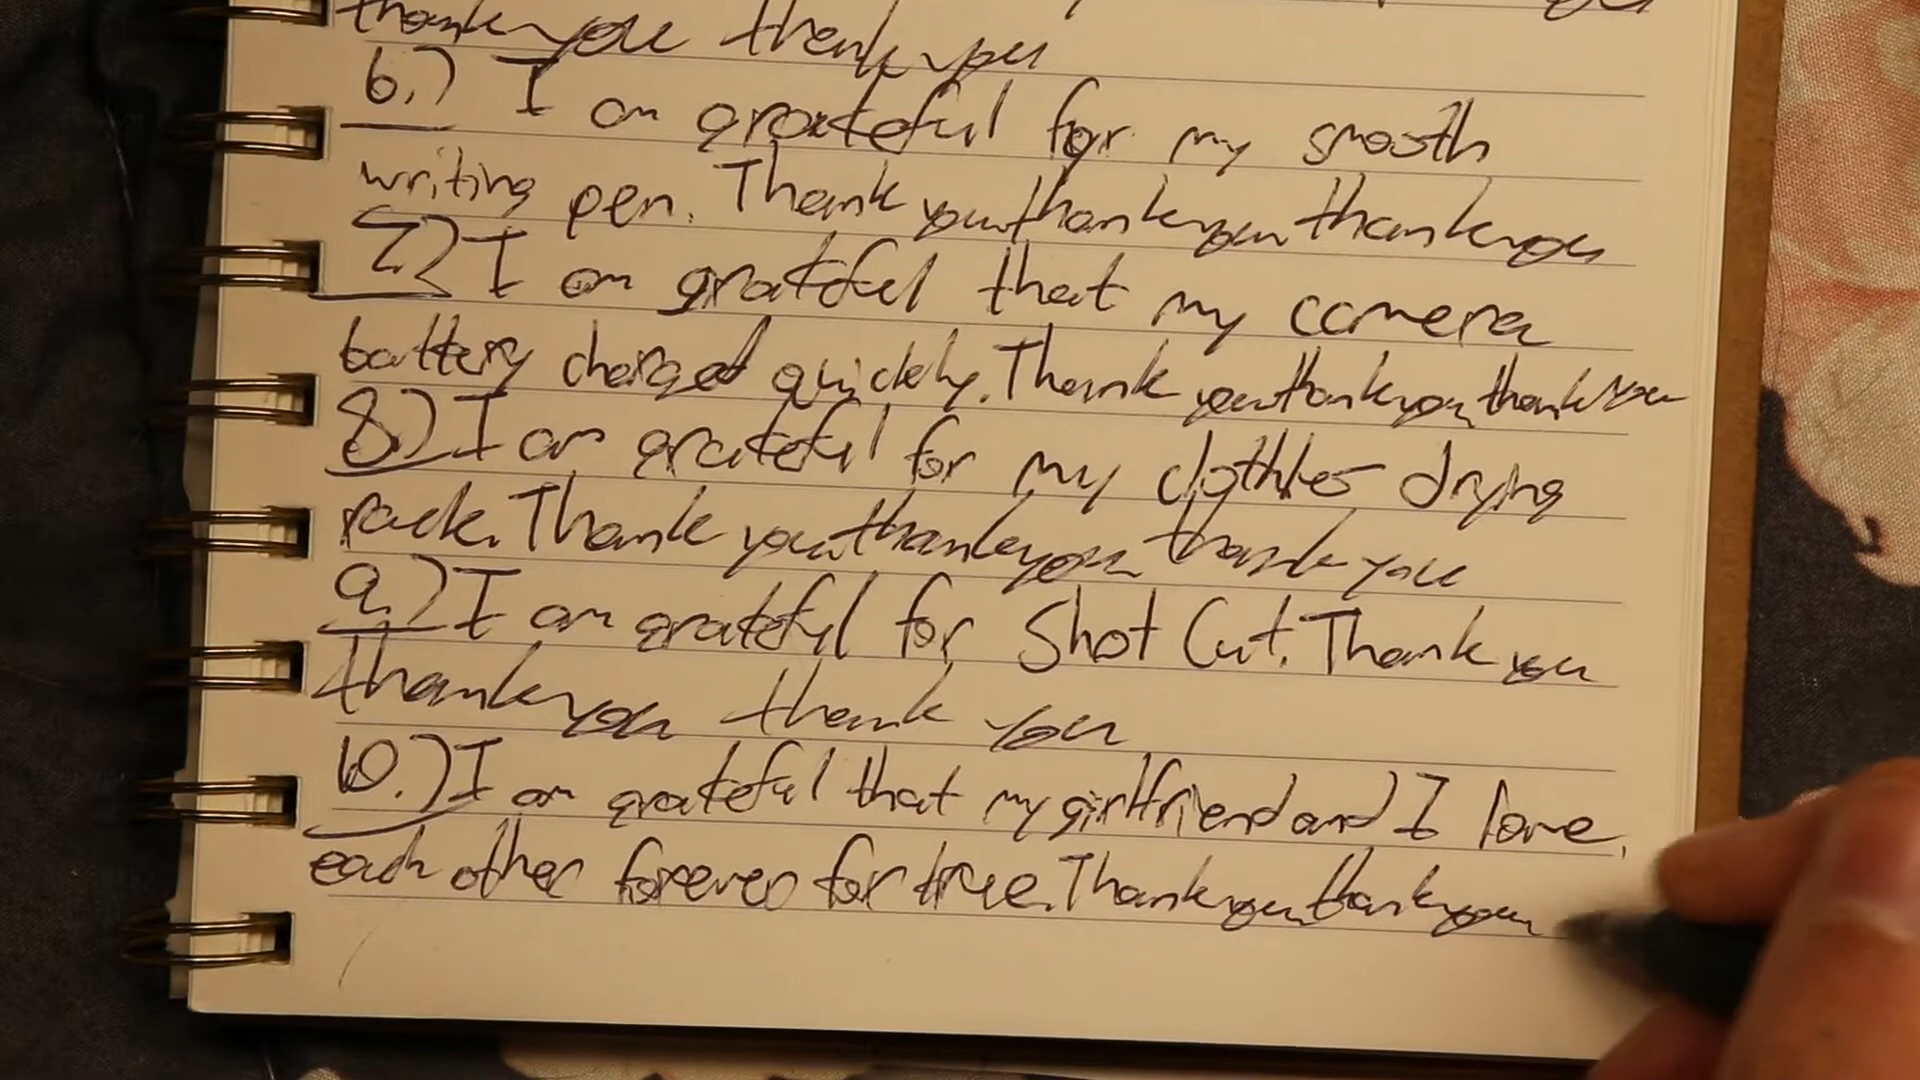 thank you thank you
6.) I am grateful for my smooth
writing pen. Thank you thank you thank you
7.) I am grateful that my camera
battery charged quickly. Thank you thank you thank you
8.) I am grateful for my clothes drying
rack. Thank you thank you thank you
9.) I am grateful for Shot Cut. Thank you
thank you thank you
10.) I am grateful that my girlfriend and I love
each other forever for true. Thank you thank you